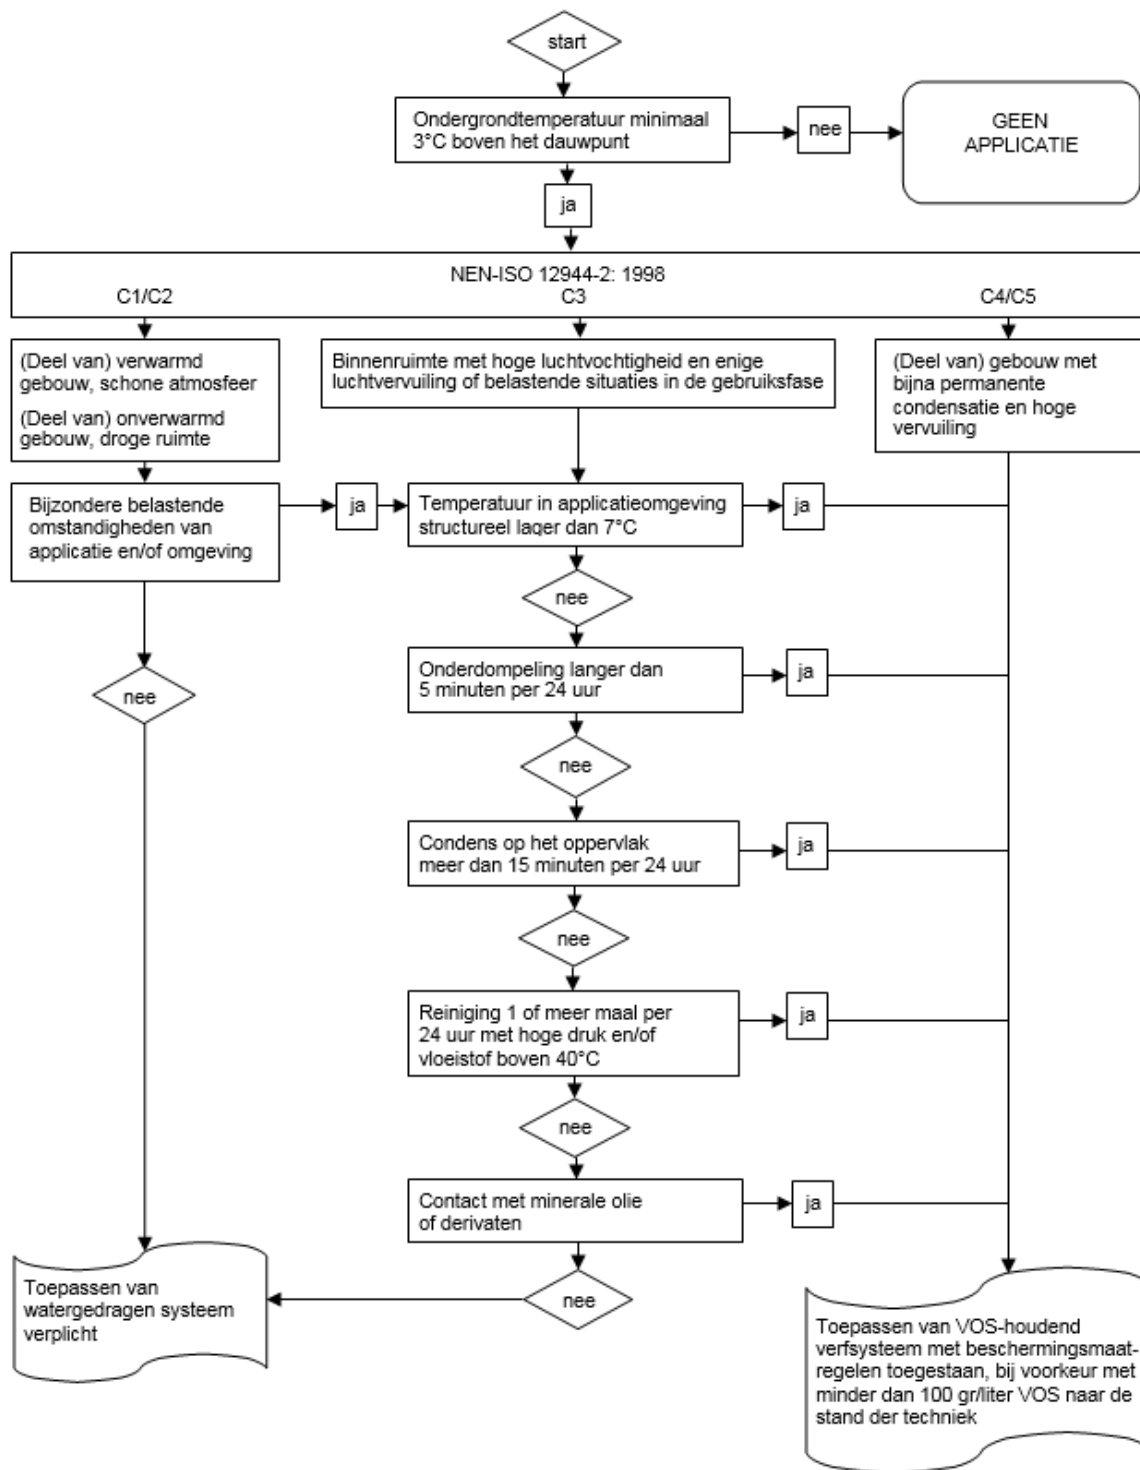 start
Ondergrondtemperatuur minimaal
3°C boven het dauwpunt
nee
GEEN
APPLICATIE
ja
NEN-ISO 12944-2: 1998
C1/C2
C3
C4/C5
(Deel van) verwarmd
gebouw, schone atmosfeer
(Deel van) onverwarmd
gebouw, droge ruimte
Binnenruimte met hoge luchtvochtigheid en enige
luchtvervuiling of belastende situaties in de gebruiksfase
(Deel van) gebouw met
bijna permanente
condensatie en hoge
vervuiling
Bijzondere belastende
omstandigheden van
applicatie en/of omgeving
ja
Temperatuur in applicatieomgeving
structureel lager dan 7°C
ja
nee
nee
Onderdompeling langer dan
5 minuten per 24 uur
ja
nee
Condens op het oppervlak
meer dan 15 minuten per 24 uur
ja
nee
Reiniging 1 of meer maal per
24 uur met hoge druk en/of
vloeistof boven 40°C
ja
nee
Contact met minerale olie
of derivaten
ja
nee
Toepassen van
watergedragen systeem
verplicht
Toepassen van VOS-houdend
verfsysteem met beschermingsmaat-
regelen toegestaan, bij voorkeur met
minder dan 100 gr/liter VOS naar de
stand der techniek